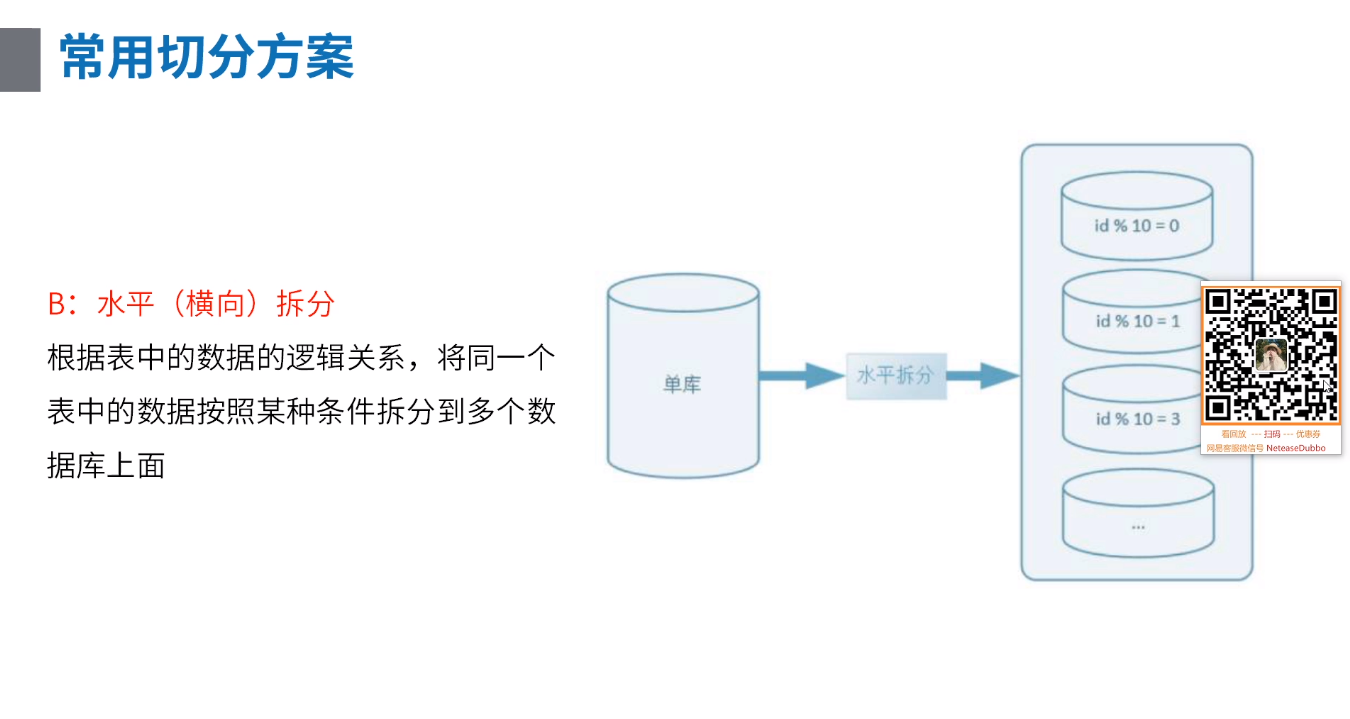 常用切分方案
B：水平（横向）拆分
根据表中的数据的逻辑关系，将同一个
表中的数据按照某种条件拆分到多个数
据库上面
单库
水平拆分
id % 10 = 0
id % 10 = 1
id % 10 = 3
...
看回放 --- 扫码 --- 优惠券
网易客服微信号 NeteaseDubbo